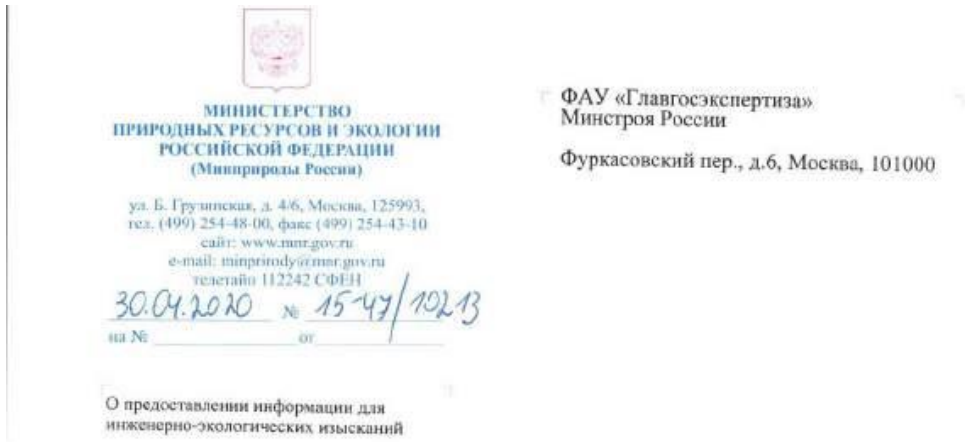 МИНИСТЕРСТВО
ПРИРОДНЫХ РЕСУРСОВ И ЭКОЛОГИИ
РОССИЙСКОЙ ФЕДЕРАЦИИ
(Минприроды России)
ул. Б. Грузинская, д. 4/6, Москва, 125993,
тел. (499) 254-48-00, факс (499) 254-43-10
сайт: www.mnr.gov.ru
e-mail: minprirody@mnr.gov.ru
телетайп 112242 СФЕН
30.04.2020 № 15-47/10213
на № от
ФАУ «Главгосэкспертиза»
Минстроя России
Фуркасовский пер., д.6, Москва, 101000
О предоставлении информации для
инженерно-экологических изысканий